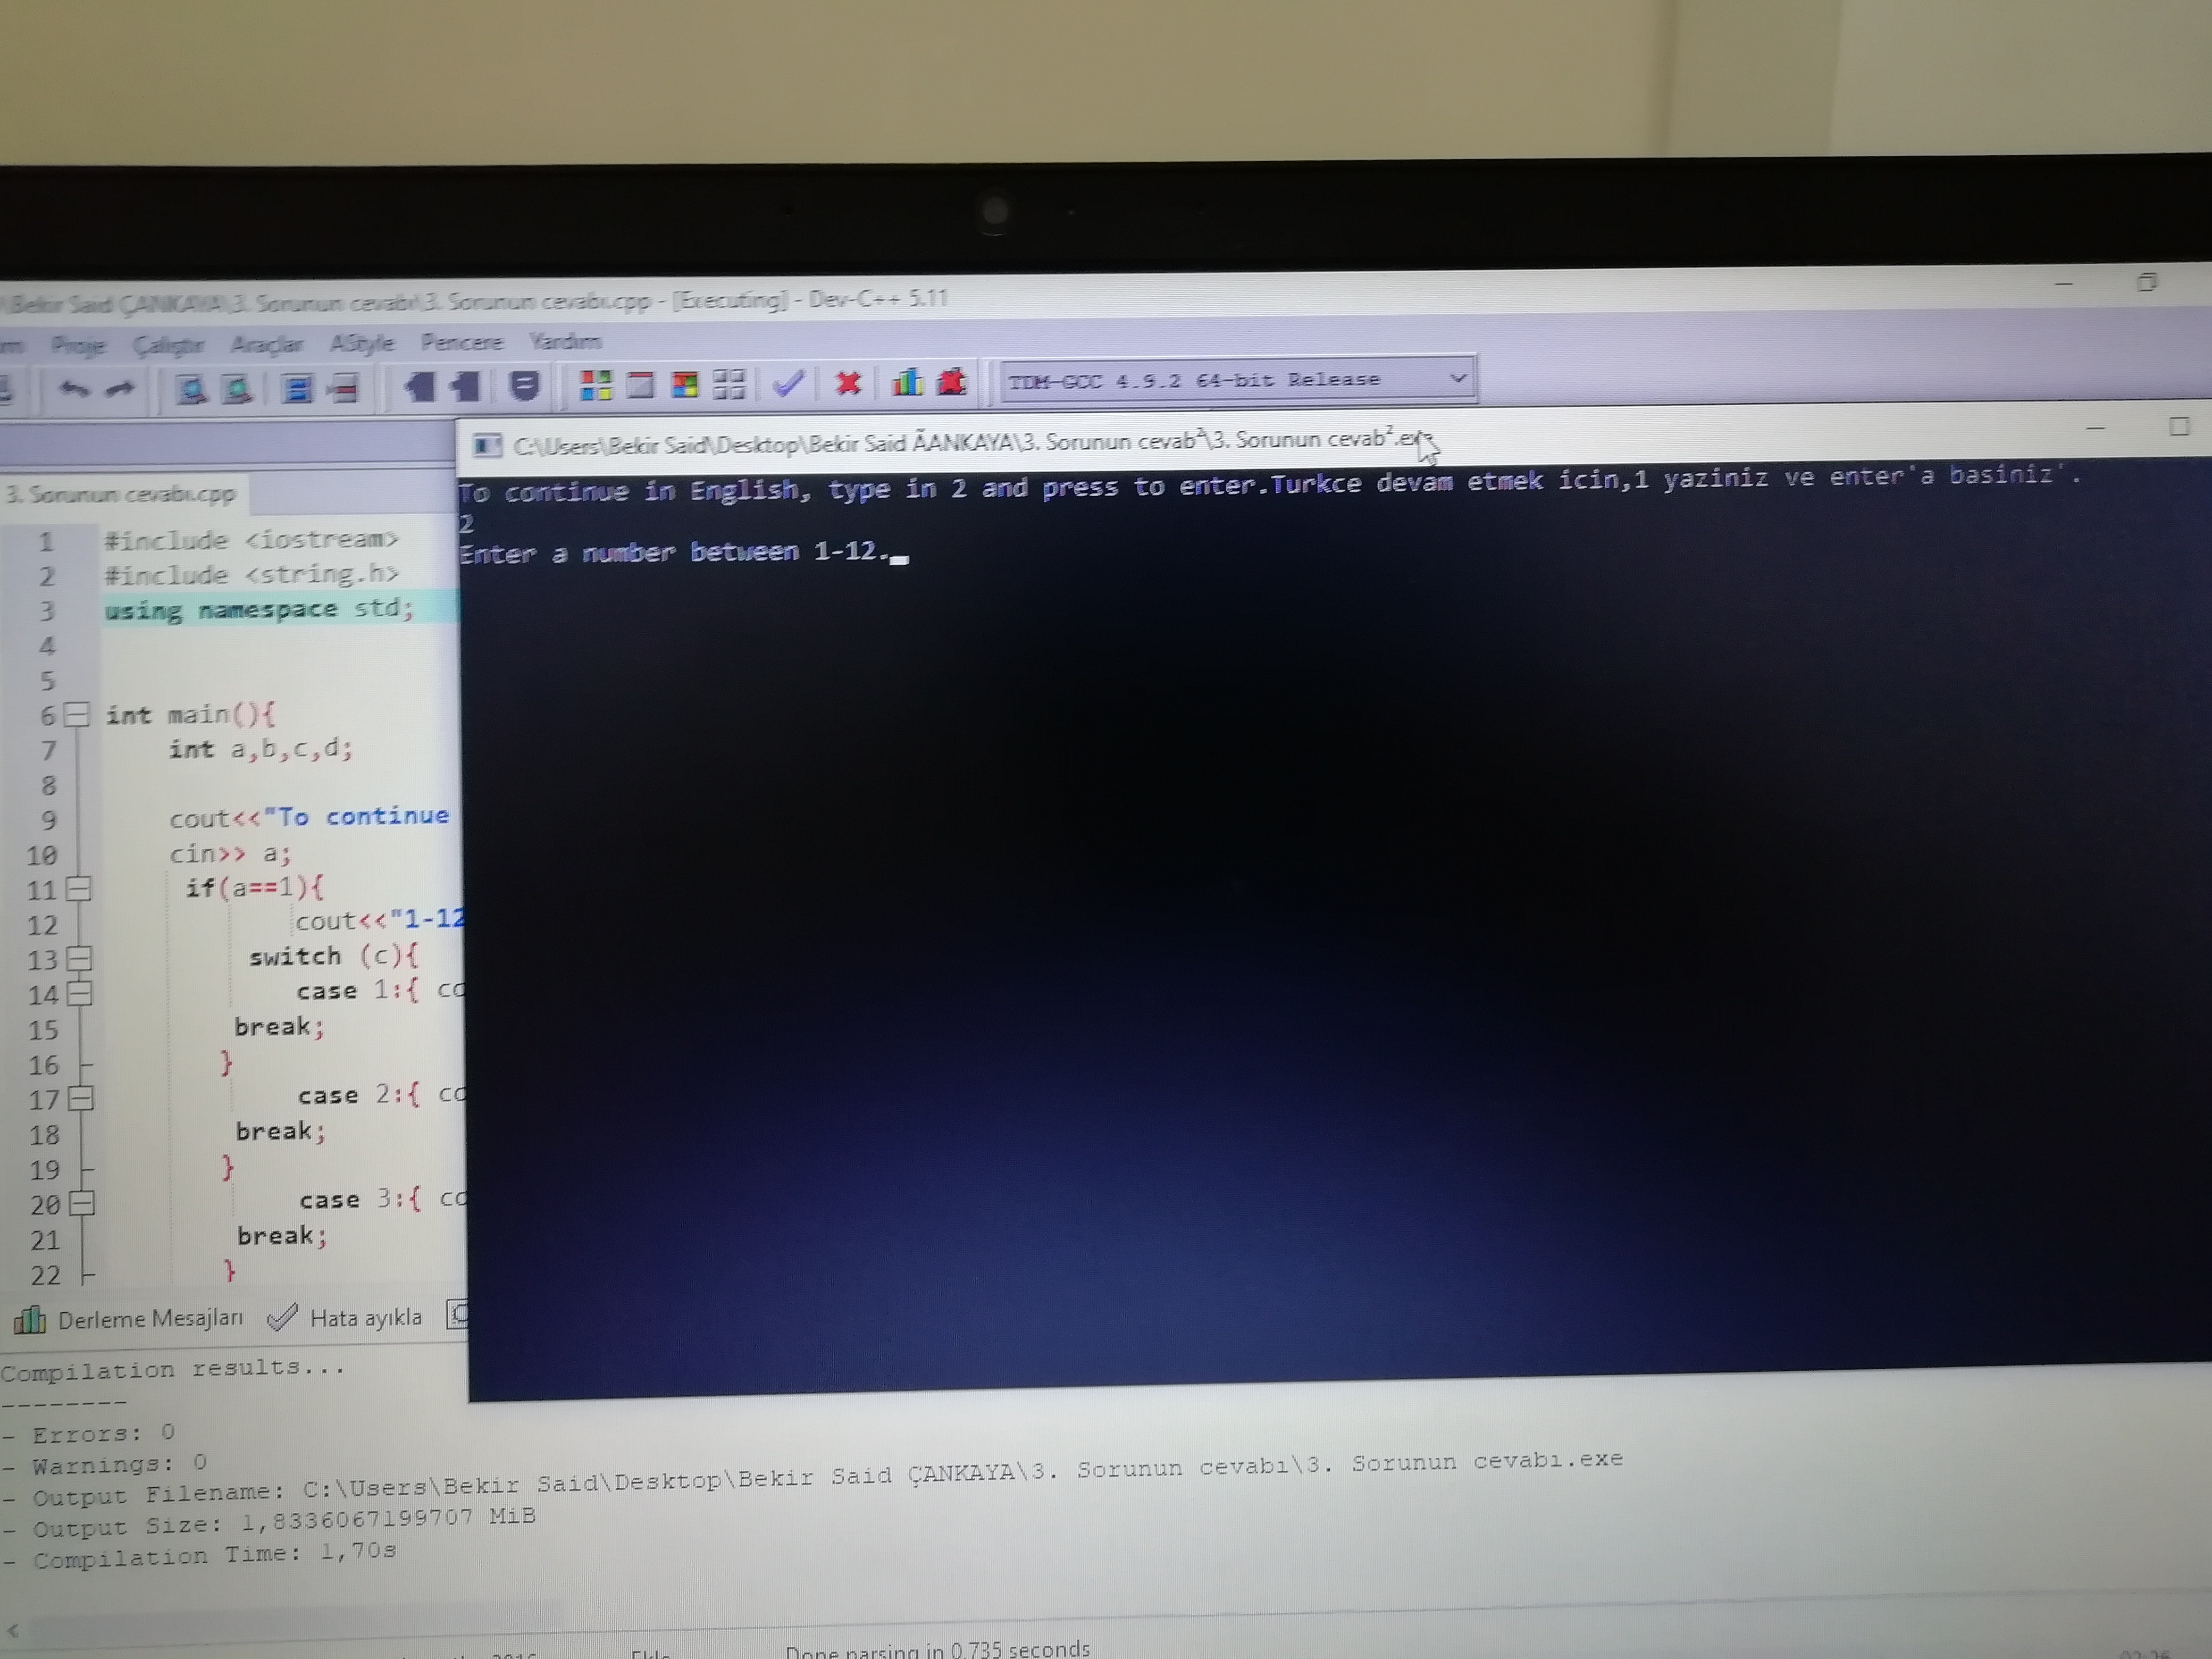 \Bekir Said ÇANKAYA\3. Sorunun cevabı\3. Sorunun cevabı.cpp - [Executing] - Dev-C++ 5.11
Proje Çalıştır Araçlar AStyle Pencere Yardım
TDM-GCC 4.9.2 64-bit Release
C:\Users\Bekir Said\Desktop\Bekir Said ÃANKAYA\3. Sorunun cevab²\3. Sorunun cevab².exe
To continue in English, type in 2 and press to enter.Turkce devam etmek icin,1 yaziniz ve enter'a basiniz'.
2
Enter a number between 1-12.
3. Sorunun cevabı.cpp
1 #include <iostream>
2 #include <string.h>
3 using namespace std;
4
5
6 int main(){
7 int a,b,c,d;
8
9 cout<<"To continue
10 cin>> a;
11 if(a==1){
12 cout<<"1-12
13 switch (c){
14 case 1:{ co
15 break;
16 }
17 case 2:{ co
18 break;
19 }
20 case 3:{ co
21 break;
22 }
Derleme Mesajları Hata ayıkla
Compilation results...
--------
- Errors: 0
- Warnings: 0
- Output Filename: C:\Users\Bekir Said\Desktop\Bekir Said ÇANKAYA\3. Sorunun cevabı\3. Sorunun cevabı.exe
- Output Size: 1,8336067199707 MiB
- Compilation Time: 1,70s
Done parsing in 0,735 seconds